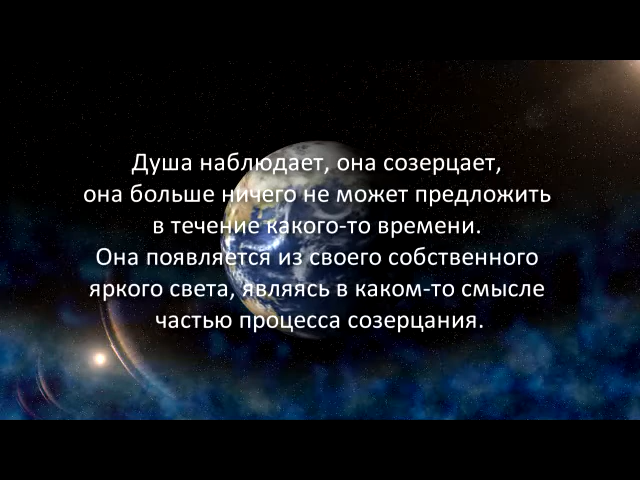 Душа наблюдает, она созерцает,
она больше ничего не может предложить
в течение какого-то времени.
Она появляется из своего собственного
яркого света, являясь в каком-то смысле
частью процесса созерцания.